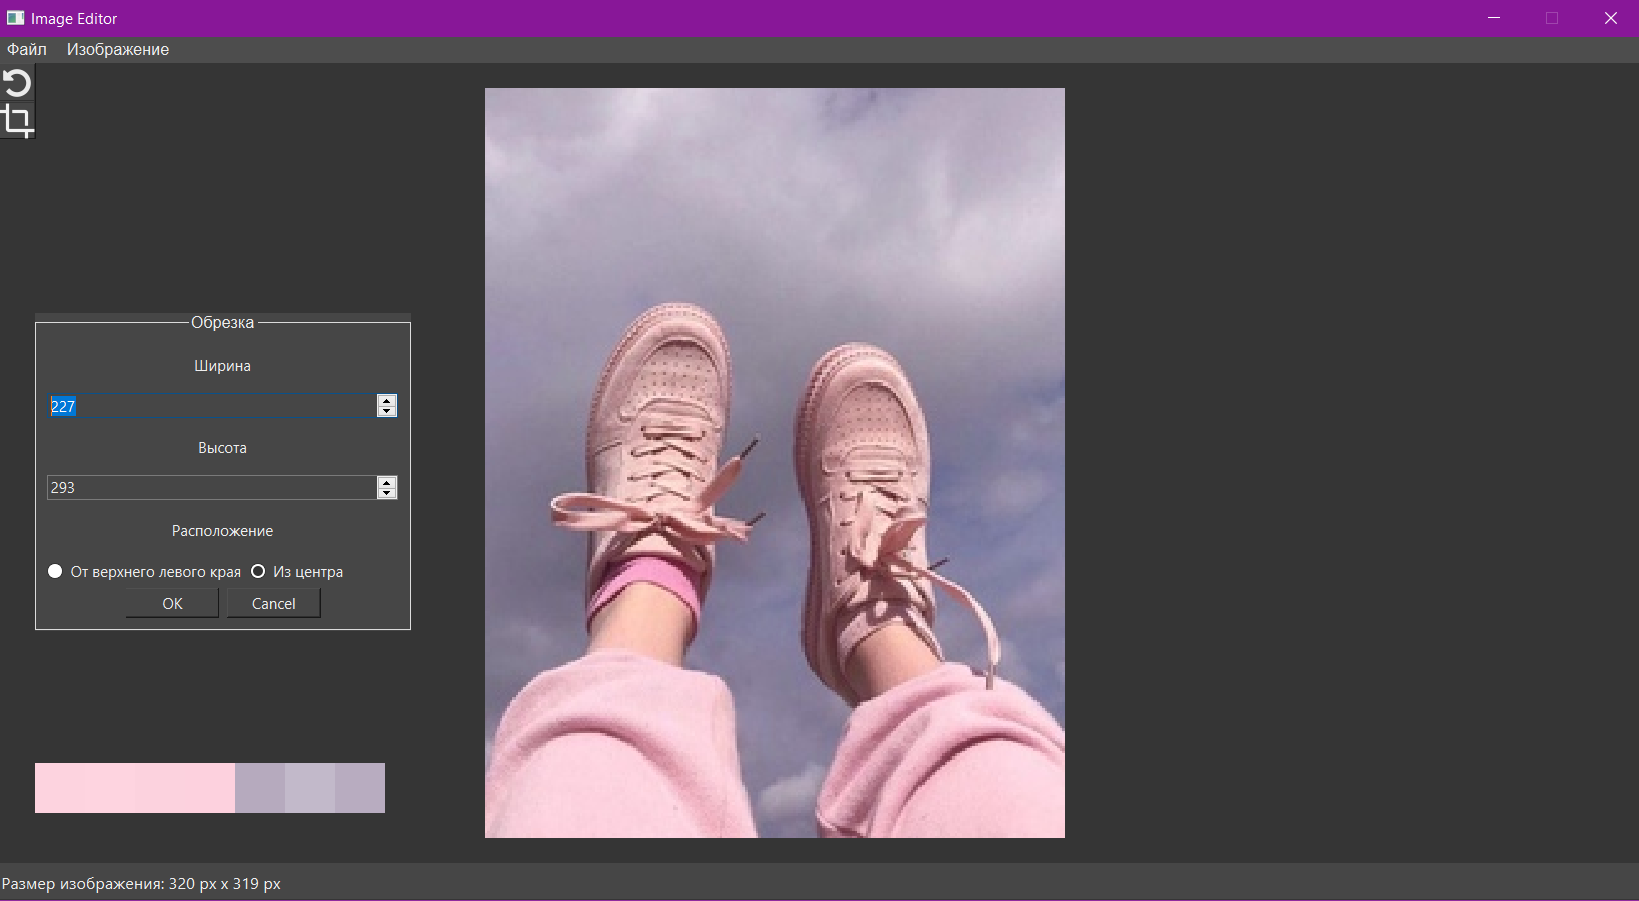 Image Editor
Файл Изображение
Обрезка
Ширина
227
Высота
293
Расположение
От верхнего левого края Из центра
OK Cancel
Размер изображения: 320 px x 319 px